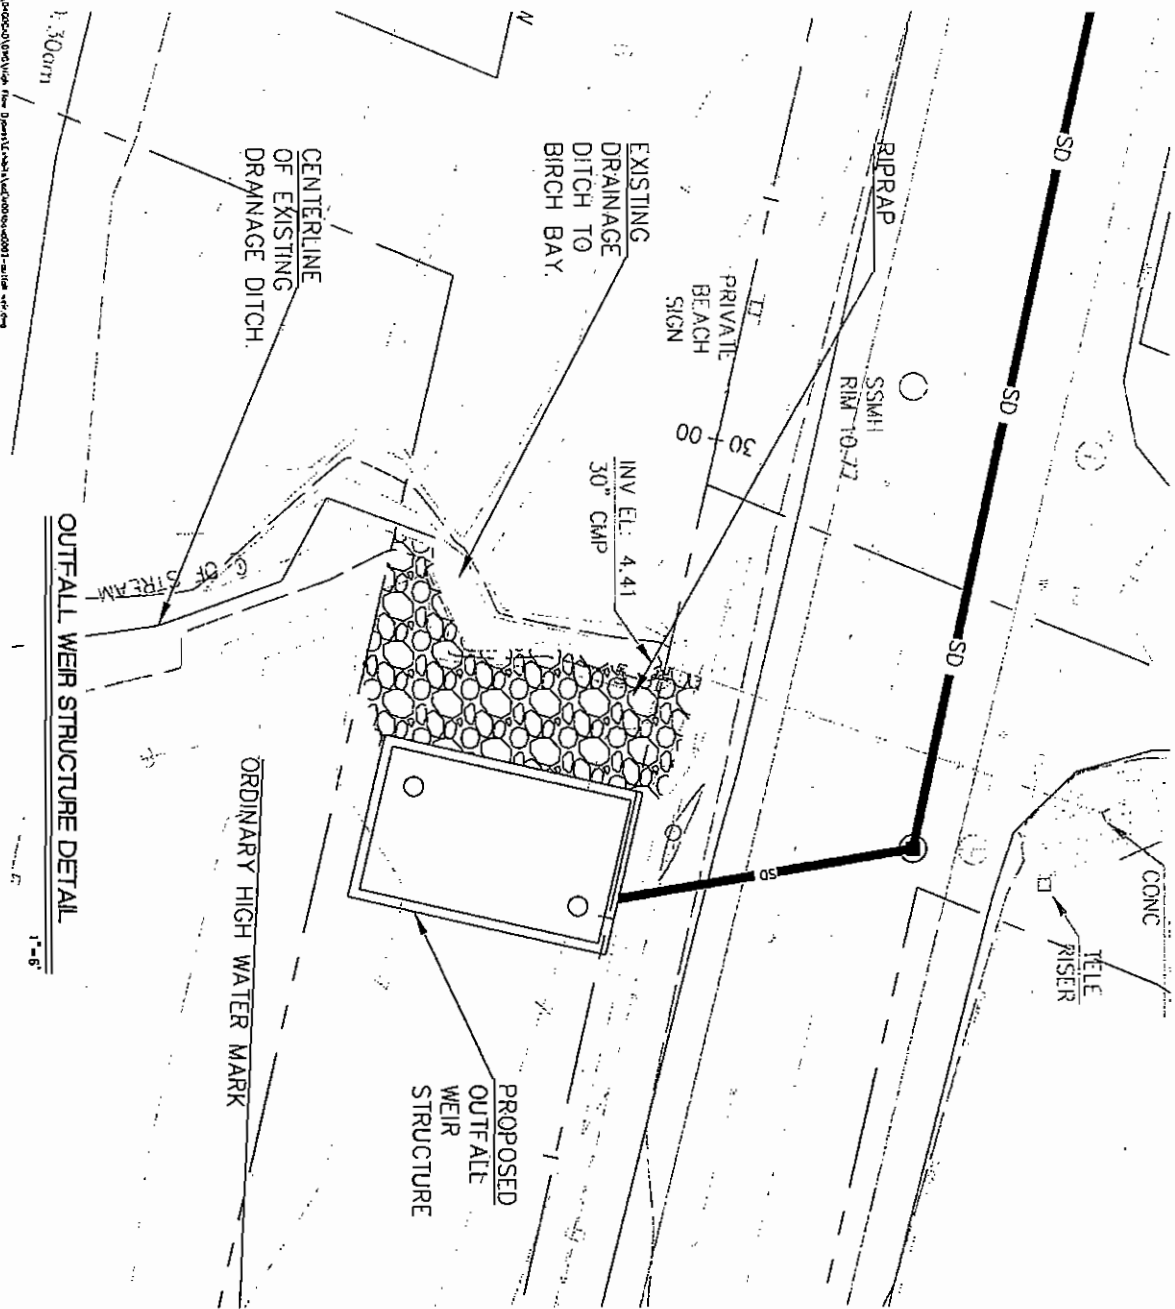 SD
SD
SD
SD
RIPRAP
EXISTING
DRAINAGE
DITCH TO
BIRCH BAY.
CENTERLINE
OF EXISTING
DRAINAGE DITCH.
PRIVATE
BEACH
SIGN
SSMH
RIM 10.72
30+00
INV EL: 4.41
30" CMP
CONC
TELE
RISER
℄ OF STREAM
ORDINARY HIGH WATER MARK
PROPOSED
OUTFALL
WEIR
STRUCTURE
OUTFALL WEIR STRUCTURE DETAIL
1"=6'
N